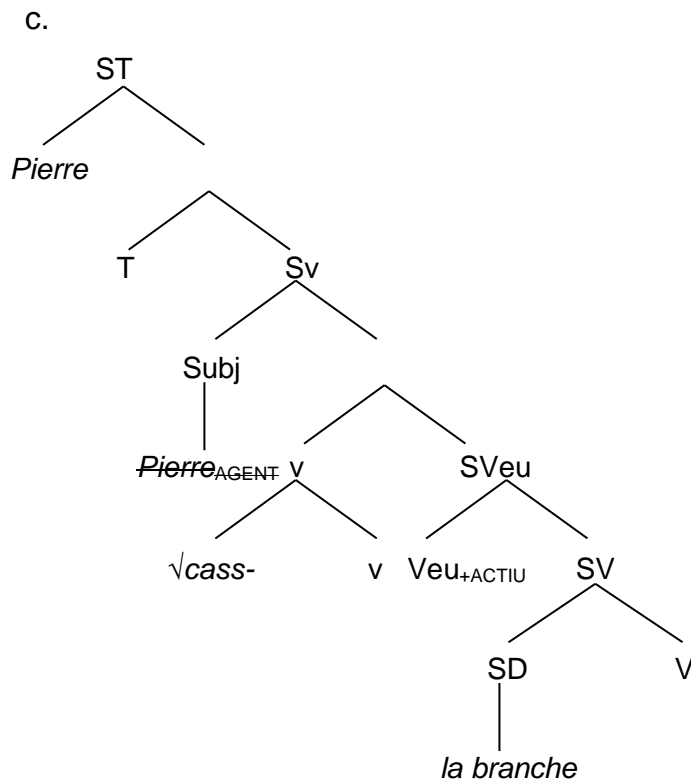 c.
ST
Pierre
T Sv
Subj
PierreAGENT v SVeu
√cass- v Veu+ACTIU SV
SD V
la branche